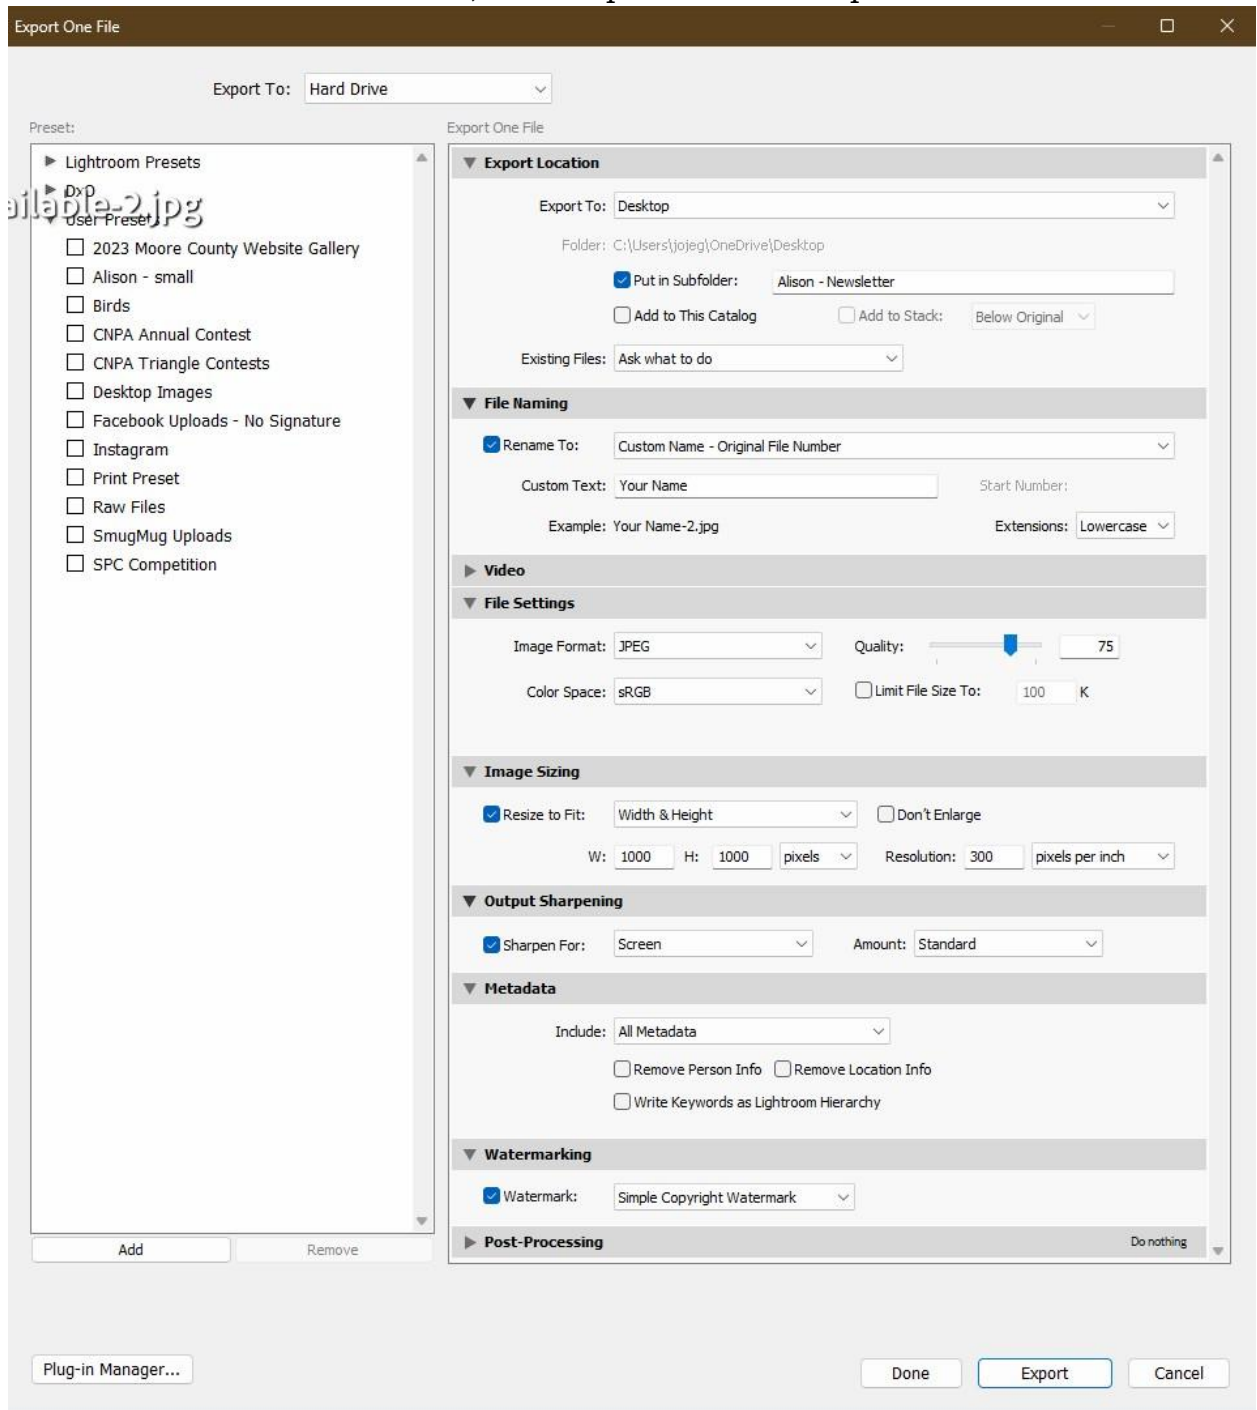 Export One File
Export To: Hard Drive
Preset:
Lightroom Presets
DxO
ailable-2.jpg
User Presets
2023 Moore County Website Gallery
Alison - small
Birds
CNPA Annual Contest
CNPA Triangle Contests
Desktop Images
Facebook Uploads - No Signature
Instagram
Print Preset
Raw Files
SmugMug Uploads
SPC Competition
Add Remove
Export One File
Export Location
Export To: Desktop
Folder: C:\Users\jojeg\OneDrive\Desktop
Put in Subfolder: Alison - Newsletter
Add to This Catalog Add to Stack: Below Original
Existing Files: Ask what to do
File Naming
Rename To: Custom Name - Original File Number
Custom Text: Your Name Start Number:
Example: Your Name-2.jpg Extensions: Lowercase
Video
File Settings
Image Format: JPEG Quality: 75
Color Space: sRGB Limit File Size To: 100 K
Image Sizing
Resize to Fit: Width & Height Don't Enlarge
W: 1000 H: 1000 pixels Resolution: 300 pixels per inch
Output Sharpening
Sharpen For: Screen Amount: Standard
Metadata
Include: All Metadata
Remove Person Info Remove Location Info
Write Keywords as Lightroom Hierarchy
Watermarking
Watermark: Simple Copyright Watermark
Post-Processing Do nothing
Plug-in Manager... Done Export Cancel